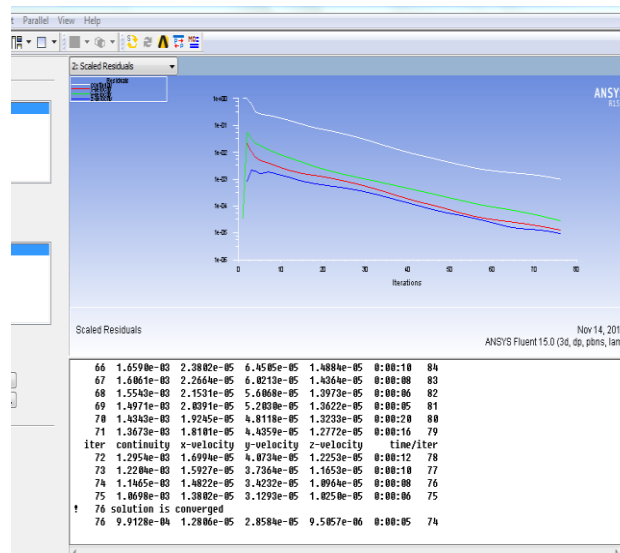 Parallel View Help
2: Scaled Residuals
Residuals
continuity
x-velocity
y-velocity
z-velocity
ANSY
R15
1e+00
1e-01
1e-02
1e-03
1e-04
1e-05
1e-06
0 10 20 30 40 50 60 70 80
Iterations
Scaled Residuals
Nov 14, 201
ANSYS Fluent 15.0 (3d, dp, pbns, lam
66 1.6590e-03 2.3802e-05 6.4505e-05 1.4884e-05 0:00:10 84
67 1.6061e-03 2.2664e-05 6.0213e-05 1.4364e-05 0:00:08 83
68 1.5543e-03 2.1531e-05 5.6068e-05 1.3973e-05 0:00:06 82
69 1.4971e-03 2.0391e-05 5.2030e-05 1.3622e-05 0:00:05 81
70 1.4343e-03 1.9245e-05 4.8118e-05 1.3233e-05 0:00:20 80
71 1.3673e-03 1.8101e-05 4.4359e-05 1.2772e-05 0:00:16 79
iter continuity x-velocity y-velocity z-velocity time/iter
72 1.2954e-03 1.6994e-05 4.0734e-05 1.2253e-05 0:00:12 78
73 1.2204e-03 1.5927e-05 3.7364e-05 1.1653e-05 0:00:10 77
74 1.1465e-03 1.4822e-05 3.4232e-05 1.0964e-05 0:00:08 76
75 1.0698e-03 1.3802e-05 3.1293e-05 1.0250e-05 0:00:06 75
! 76 solution is converged
76 9.9128e-04 1.2806e-05 2.8584e-05 9.5057e-06 0:00:05 74